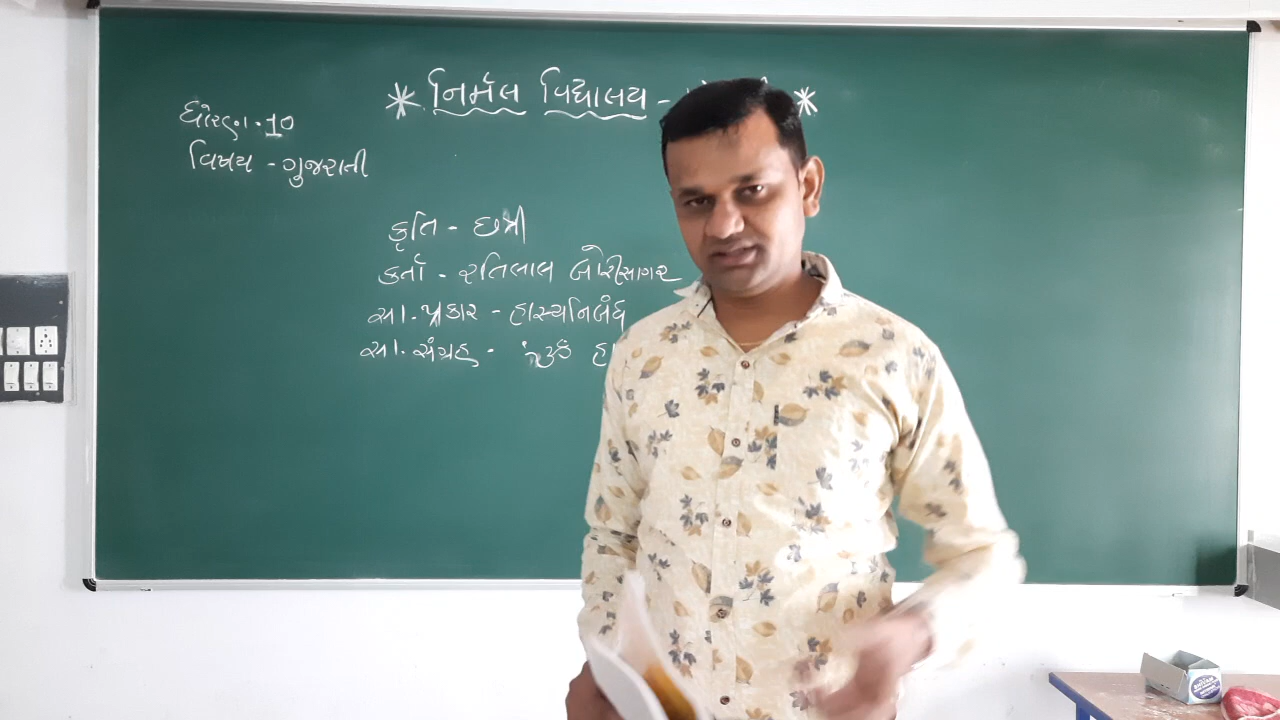 * નિર્મલ વિદ્યાલય - *
ધોરણ. 10
વિષય - ગુજરાતી
કૃતિ - છત્રી
કર્તા - રતિલાલ બોરીસાગર
સા. પ્રકાર - હાસ્યનિબંધ
સા. સંગ્રહ -